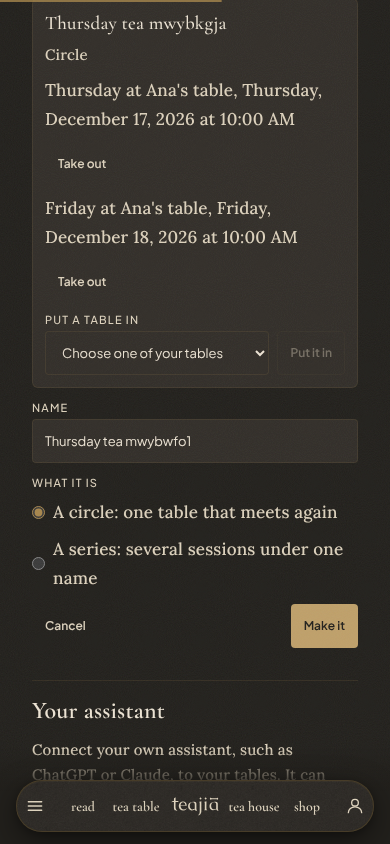 Thursday tea mwybkgja
Circle
Thursday at Ana's table, Thursday,
December 17, 2026 at 10:00 AM
Take out
Friday at Ana's table, Friday,
December 18, 2026 at 10:00 AM
Take out
PUT A TABLE IN
Choose one of your tables
Put it in
NAME
Thursday tea mwybwfo1
WHAT IT IS
A circle: one table that meets again
A series: several sessions under one
name
Cancel
Make it
Your assistant
Connect your own assistant, such as
ChatGPT or Claude, to your tables. It can
read
tea table
teajiā
tea house
shop